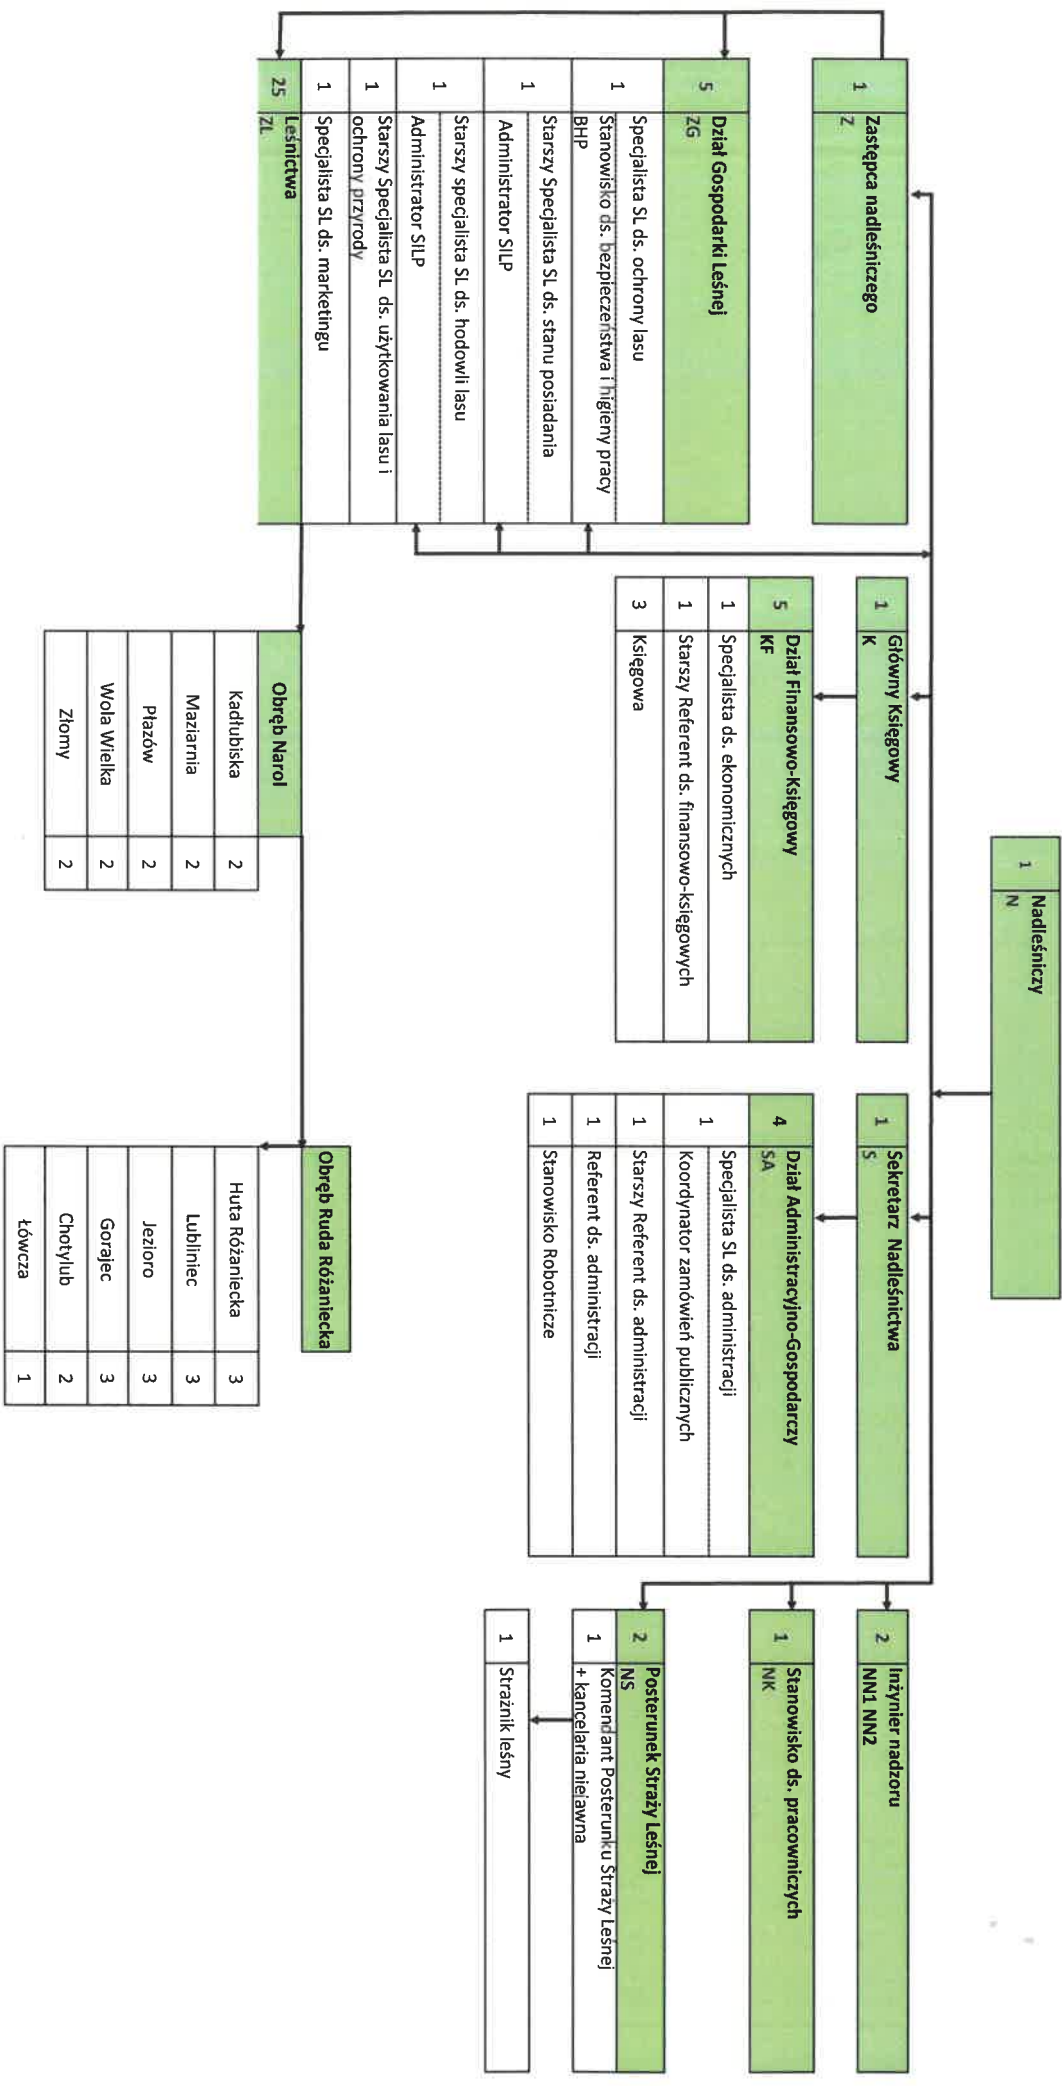 1 Nadleśniczy
N
1 Zastępca nadleśniczego
Z
5 Dział Gospodarki Leśnej
ZG
1 Specjalista SL ds. ochrony lasu
Stanowisko ds. bezpieczeństwa i higieny pracy
BHP
1 Starszy Specjalista SL ds. stanu posiadania
Administrator SILP
1 Starszy specjalista SL ds. hodowli lasu
Administrator SILP
1 Starszy Specjalista SL ds. użytkowania lasu i
ochrony przyrody
1 Specjalista SL ds. marketingu
25 Leśnictwa
ZL
1 Główny Księgowy
K
5 Dział Finansowo-Księgowy
KF
1 Specjalista ds. ekonomicznych
1 Starszy Referent ds. finansowo-księgowych
3 Księgowa
1 Sekretarz Nadleśnictwa
S
4 Dział Administracyjno-Gospodarczy
SA
1 Specjalista SL ds. administracji
Koordynator zamówień publicznych
1 Starszy Referent ds. administracji
1 Referent ds. administracji
1 Stanowisko Robotnicze
2 Inżynier nadzoru
NN1 NN2
1 Stanowisko ds. pracowniczych
NK
2 Posterunek Straży Leśnej
NS
1 Komendant Posterunku Straży Leśnej
+ kancelaria niejawna
1 Strażnik leśny
Obręb Narol
Kadłubiska 2
Maziarnia 2
Płazów 2
Wola Wielka 2
Złomy 2
Obręb Ruda Różaniecka
Huta Różaniecka 3
Lubliniec 3
Jezioro 3
Gorajec 3
Chotylub 2
Łówcza 1